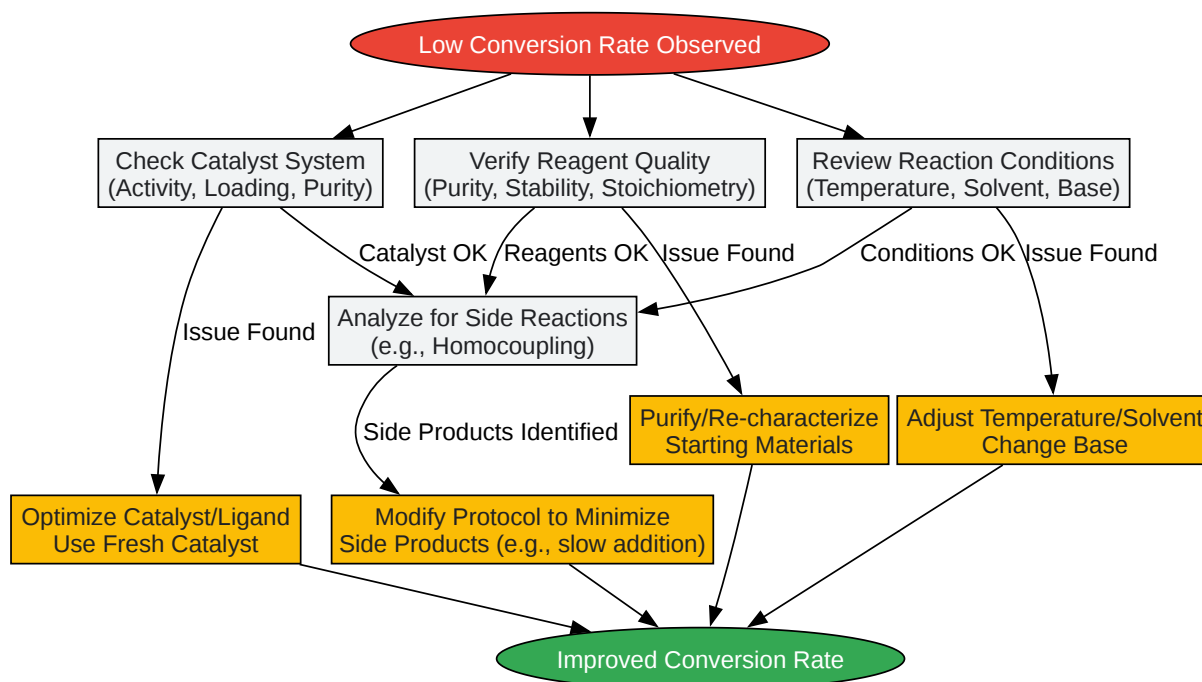 Low Conversion Rate Observed
Check Catalyst System
(Activity, Loading, Purity)
Verify Reagent Quality
(Purity, Stability, Stoichiometry)
Review Reaction Conditions
(Temperature, Solvent, Base)
Catalyst OK
Reagents OK
Issue Found
Conditions OK
Issue Found
Analyze for Side Reactions
(e.g., Homocoupling)
Issue Found
Side Products Identified
Purify/Re-characterize
Starting Materials
Adjust Temperature/Solvent
Change Base
Optimize Catalyst/Ligand
Use Fresh Catalyst
Modify Protocol to Minimize
Side Products (e.g., slow addition)
Improved Conversion Rate